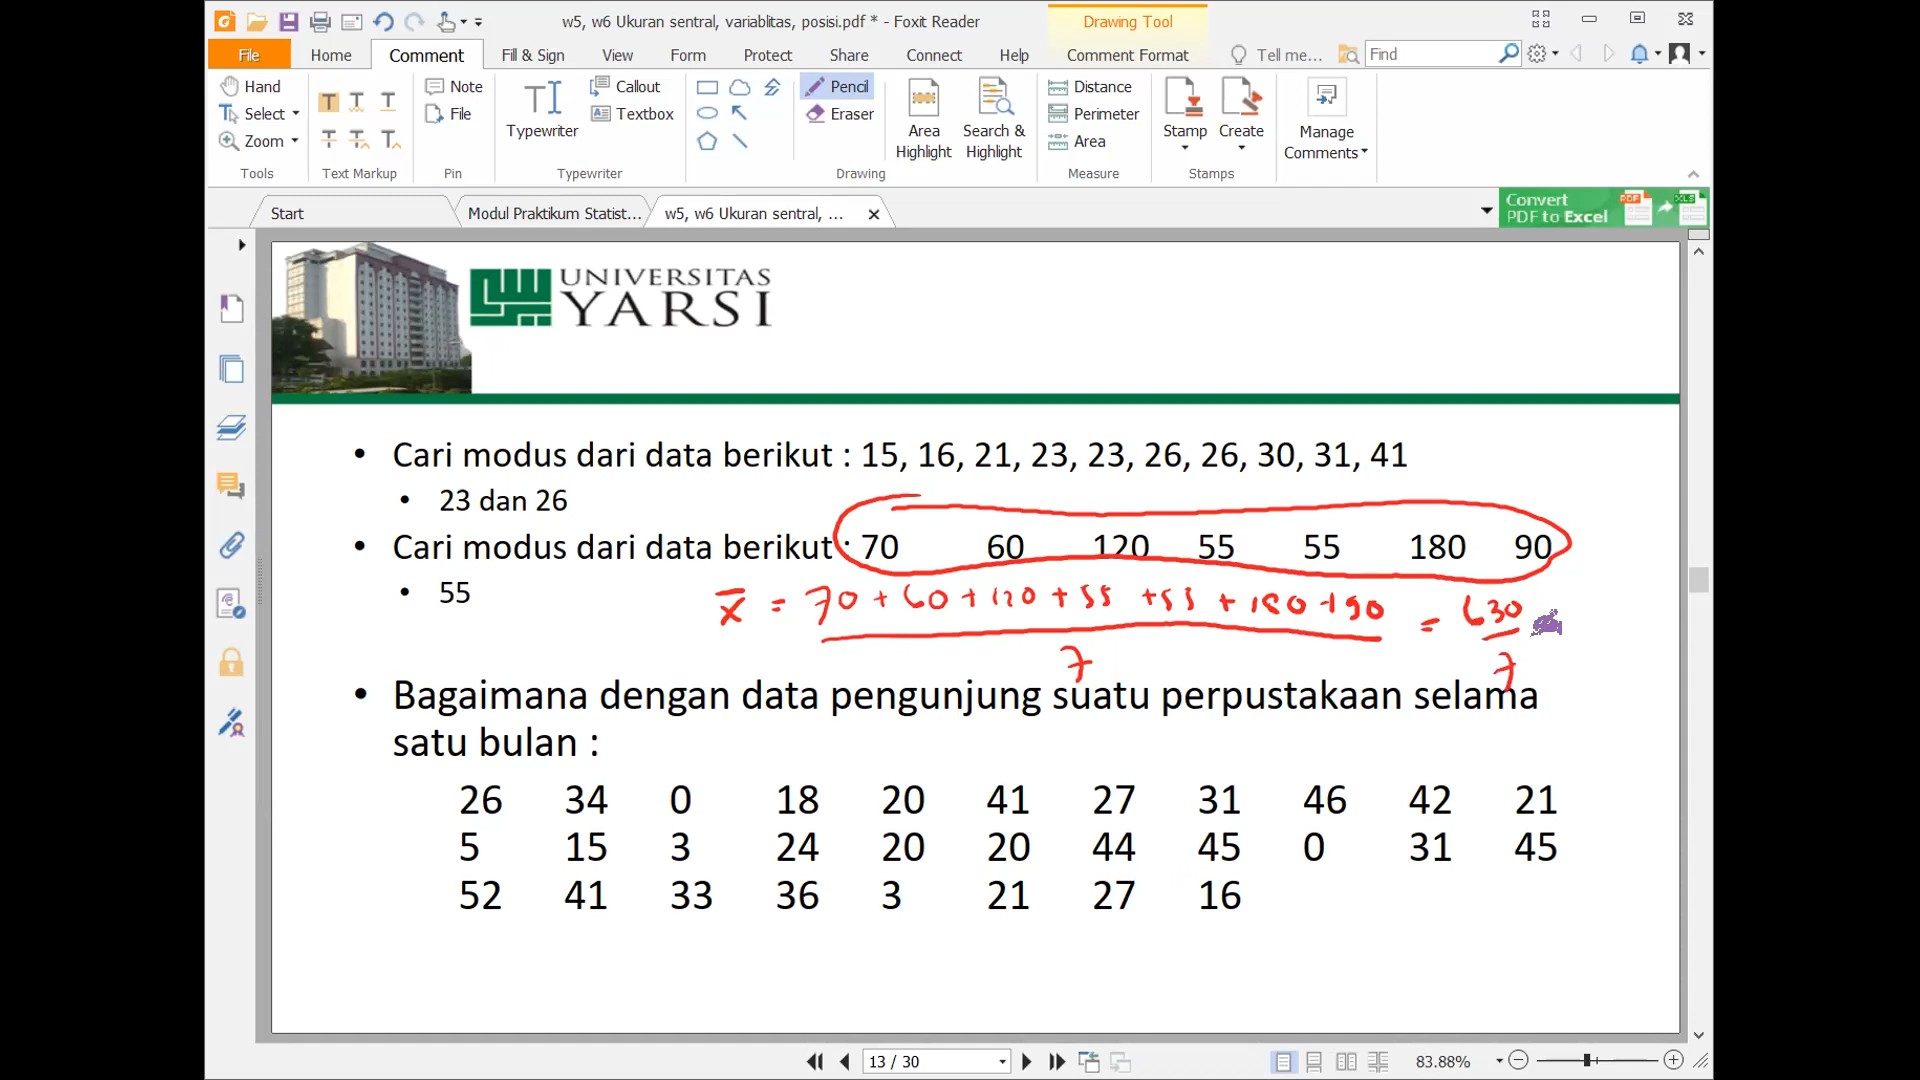 w5, w6 Ukuran sentral, variablitas, posisi.pdf * - Foxit Reader
Drawing Tool
File Home Comment Fill & Sign View Form Protect Share Connect Help Comment Format Tell me... Find
Hand
Select
Zoom
Tools
Text Markup
Note
File
Pin
Typewriter
Callout
Textbox
Typewriter
Pencil
Eraser
Area Highlight
Search & Highlight
Drawing
Distance
Perimeter
Area
Measure
Stamp
Create
Stamps
Manage Comments
Start
Modul Praktikum Statist...
w5, w6 Ukuran sentral, ...
Convert
PDF to Excel
UNIVERSITAS
YARSI
• Cari modus dari data berikut : 15, 16, 21, 23, 23, 26, 26, 30, 31, 41
• 23 dan 26
• Cari modus dari data berikut : 70 60 120 55 55 180 90
• 55
x̄ = 70 + 60 + 120 + 55 + 55 + 180 + 90 = 630
7 7
• Bagaimana dengan data pengunjung suatu perpustakaan selama
satu bulan :
26 34 0 18 20 41 27 31 46 42 21
5 15 3 24 20 20 44 45 0 31 45
52 41 33 36 3 21 27 16
13 / 30
83.88%